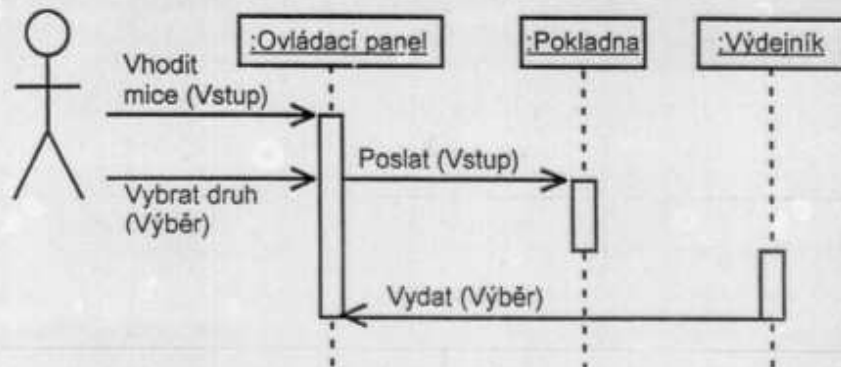 :Ovládací panel
:Pokladna
:Výdejník
Vhodit
mice (Vstup)
Poslat (Vstup)
Vybrat druh
(Výběr)
Vydat (Výběr)